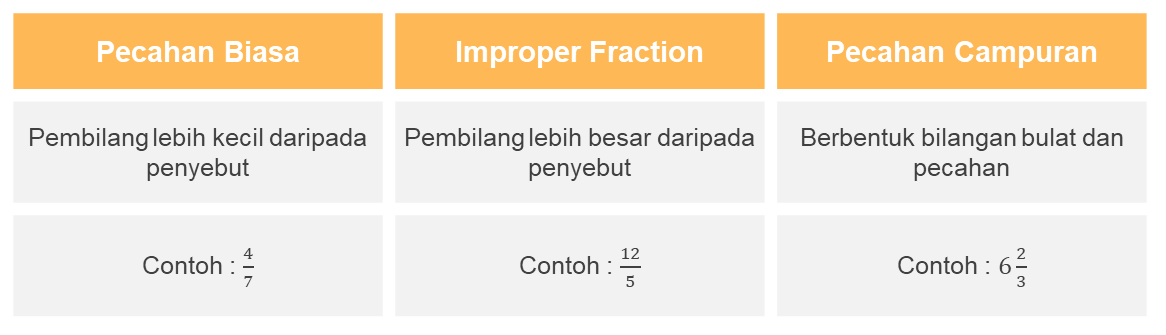 Pecahan Biasa
Improper Fraction
Pecahan Campuran
Pembilang lebih kecil daripada
penyebut
Pembilang lebih besar daripada
penyebut
Berbentuk bilangan bulat dan
pecahan
Contoh : 4/7
Contoh : 12/5
Contoh : 6 2/3